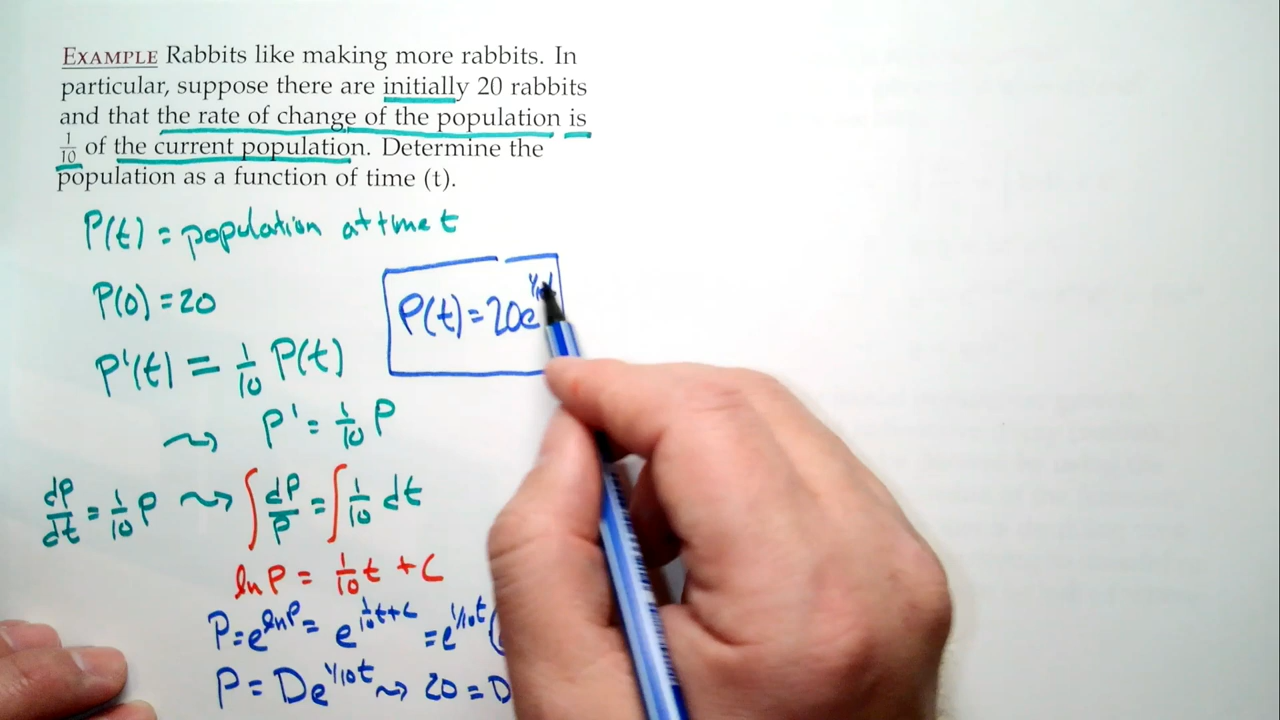 EXAMPLE Rabbits like making more rabbits. In
particular, suppose there are initially 20 rabbits
and that the rate of change of the population is
1/10 of the current population. Determine the
population as a function of time (t).
P(t) = population at time t
P(0) = 20
P(t) = 20e^1/10
P'(t) = 1/10 P(t)
⇝ P' = 1/10 P
dP/dt = 1/10 P ⇝ ∫ dP/P = ∫ 1/10 dt
ln P = 1/10 t + C
P = e^ln P = e^1/10 t + C = e^1/10 t (
P = De^1/10 t ⇝ 20 = D